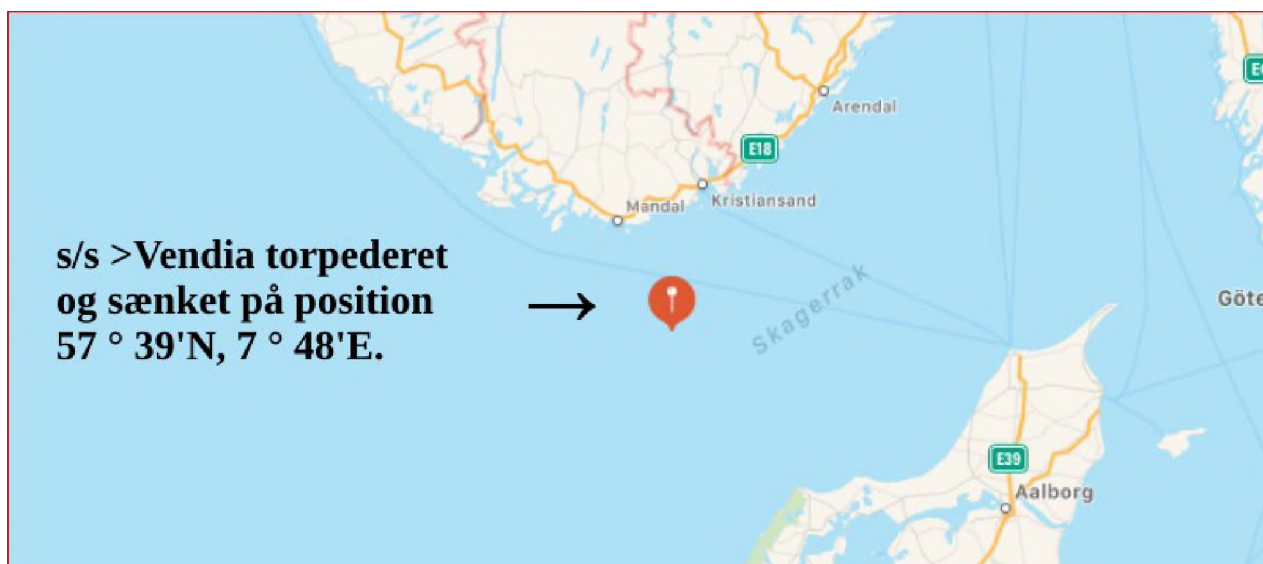 Arendal
E18
Mandal
Kristiansand
s/s >Vendia torpederet
og sænket på position
57 ° 39'N, 7 ° 48'E.
Skagerrak
Göte
E39
Aalborg